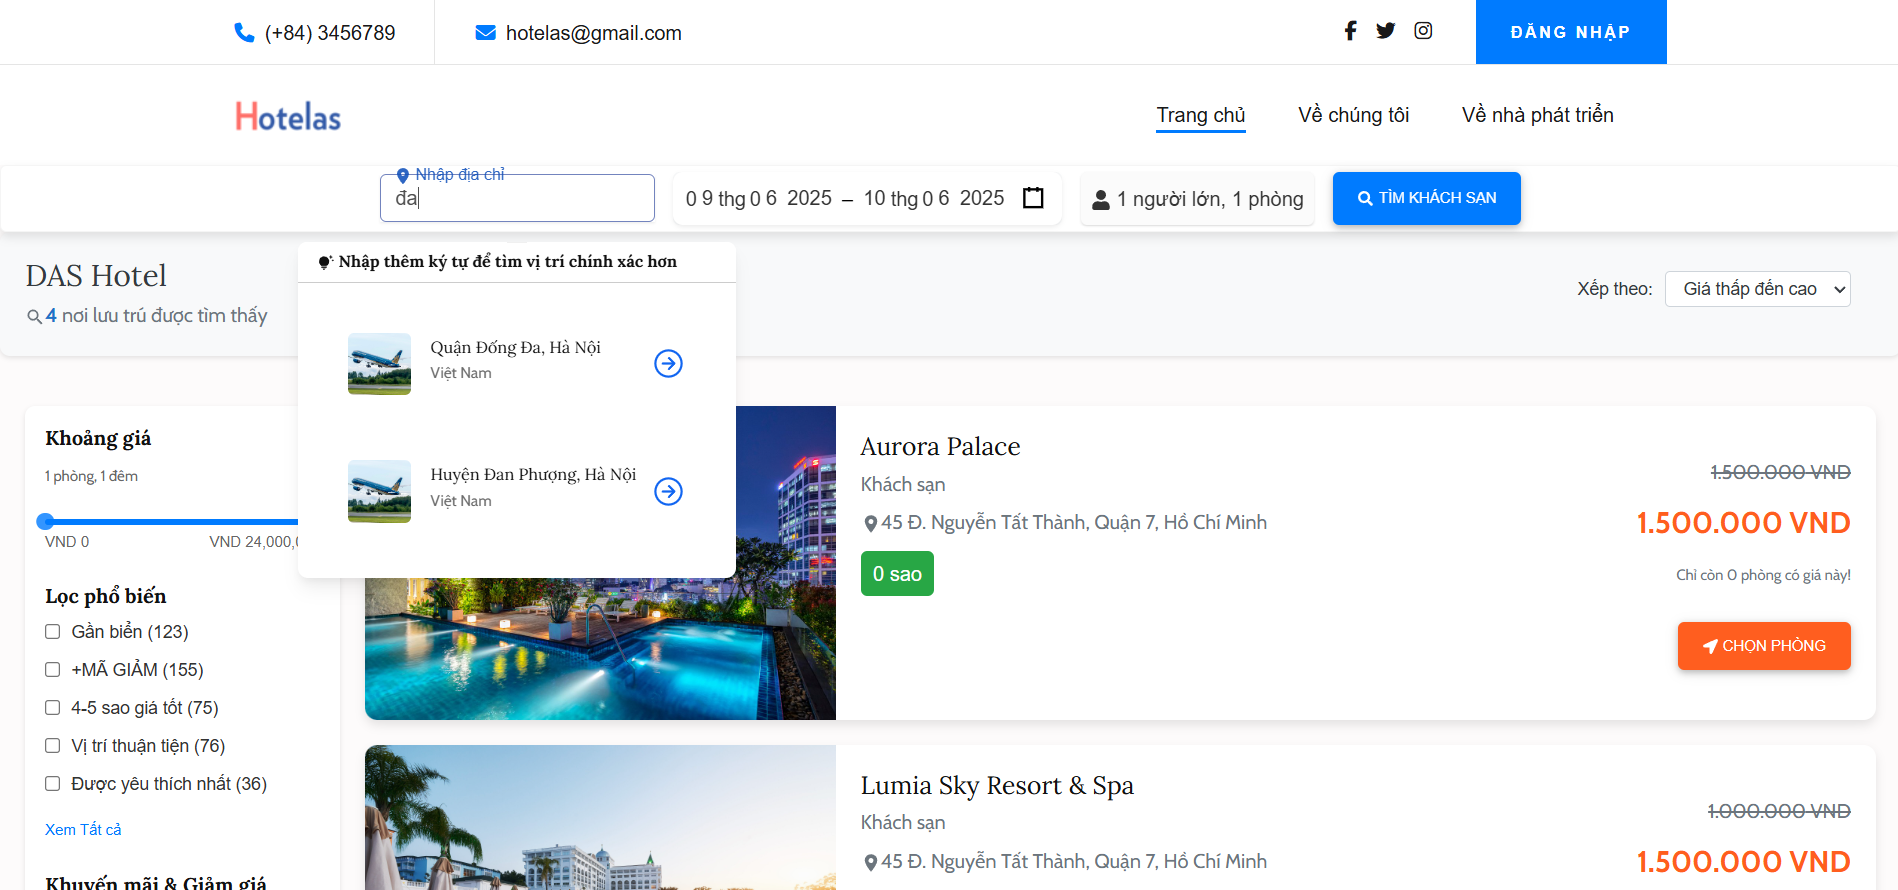 (+84) 3456789
hotelas@gmail.com
ĐĂNG NHẬP
Hotelas
Trang chủ
Về chúng tôi
Về nhà phát triển
Nhập địa chỉ
đa
09 thg 06 2025 – 10 thg 06 2025
1 người lớn, 1 phòng
TÌM KHÁCH SẠN
DAS Hotel
4 nơi lưu trú được tìm thấy
Xếp theo:
Giá thấp đến cao
Nhập thêm ký tự để tìm vị trí chính xác hơn
Quận Đống Đa, Hà Nội
Việt Nam
Huyện Đan Phượng, Hà Nội
Việt Nam
Khoảng giá
1 phòng, 1 đêm
VND 0
VND 24,000,0
Lọc phổ biến
Gần biển (123)
+MÃ GIẢM (155)
4-5 sao giá tốt (75)
Vị trí thuận tiện (76)
Được yêu thích nhất (36)
Xem Tất cả
Khuyến mãi & Giảm giá
Aurora Palace
Khách sạn
45 Đ. Nguyễn Tất Thành, Quận 7, Hồ Chí Minh
0 sao
1.500.000 VND
1.500.000 VND
Chỉ còn 0 phòng có giá này!
CHỌN PHÒNG
Lumia Sky Resort & Spa
Khách sạn
45 Đ. Nguyễn Tất Thành, Quận 7, Hồ Chí Minh
1.000.000 VND
1.500.000 VND